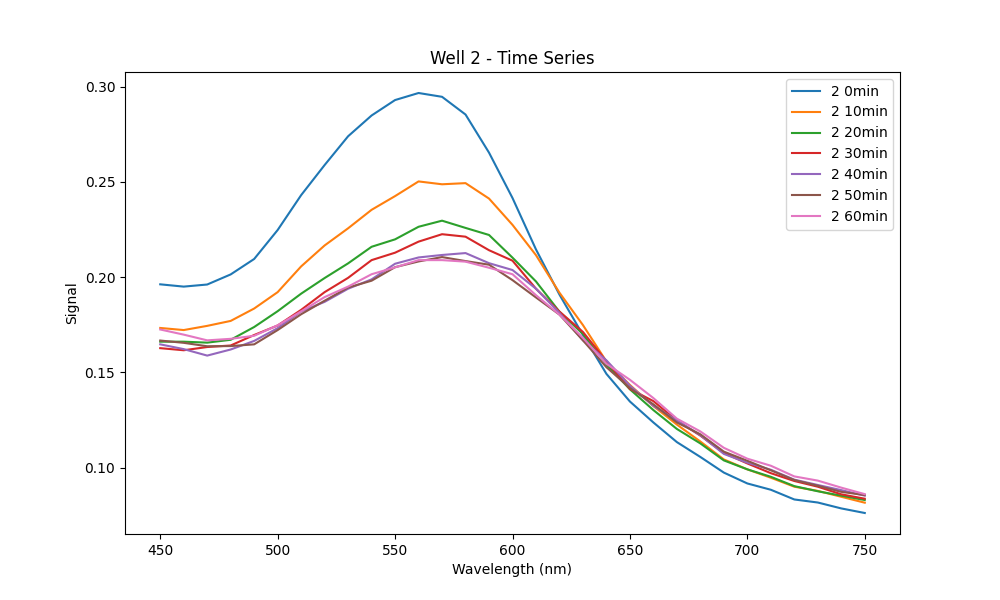 Well 2 - Time Series
Signal
0.30
0.25
0.20
0.15
0.10
2 0min
2 10min
2 20min
2 30min
2 40min
2 50min
2 60min
450 500 550 600 650 700 750
Wavelength (nm)